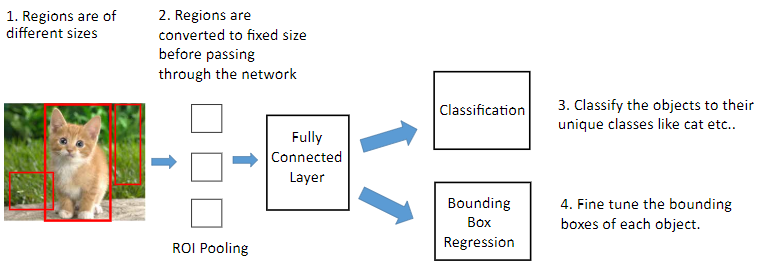 1. Regions are of
different sizes
2. Regions are
converted to fixed size
before passing
through the network
ROI Pooling
Fully
Connected
Layer
Classification
3. Classify the objects to their
unique classes like cat etc..
Bounding
Box
Regression
4. Fine tune the bounding
boxes of each object.